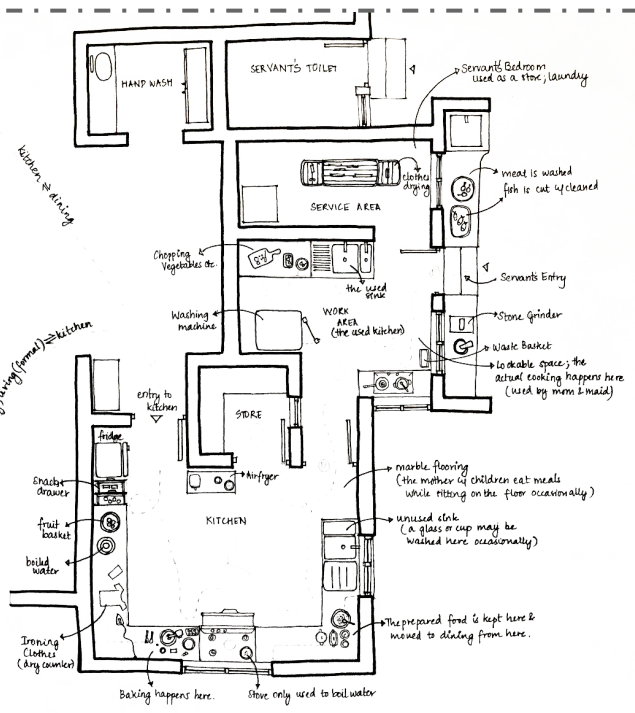 HAND WASH
SERVANT'S TOILET
Servant's Bedroom
used as a store; laundry
kitchen ⇌ dining
clothes
drying
meat is washed
fish is cut & cleaned
SERVICE AREA
Chopping
Vegetables etc.
the used
sink
Servant's Entry
Washing
machine
WORK
AREA
(the used kitchen)
Stone Grinder
Waste Basket
living (formal) ⇌ kitchen
Lockable space; the
actual cooking happens here
(used by mom & maid)
entry to
kitchen
STORE
fridge
Airfryer
Snack
drawer
marble flooring
(the mother & children eat meals
while sitting on the floor occasionally)
KITCHEN
unused sink
(a glass or cup may be
washed here occasionally)
fruit
basket
boiled
water
The prepared food is kept here &
moved to dining from here.
Ironing
Clothes
(dry counter)
Baking happens here.
Stove only used to boil water